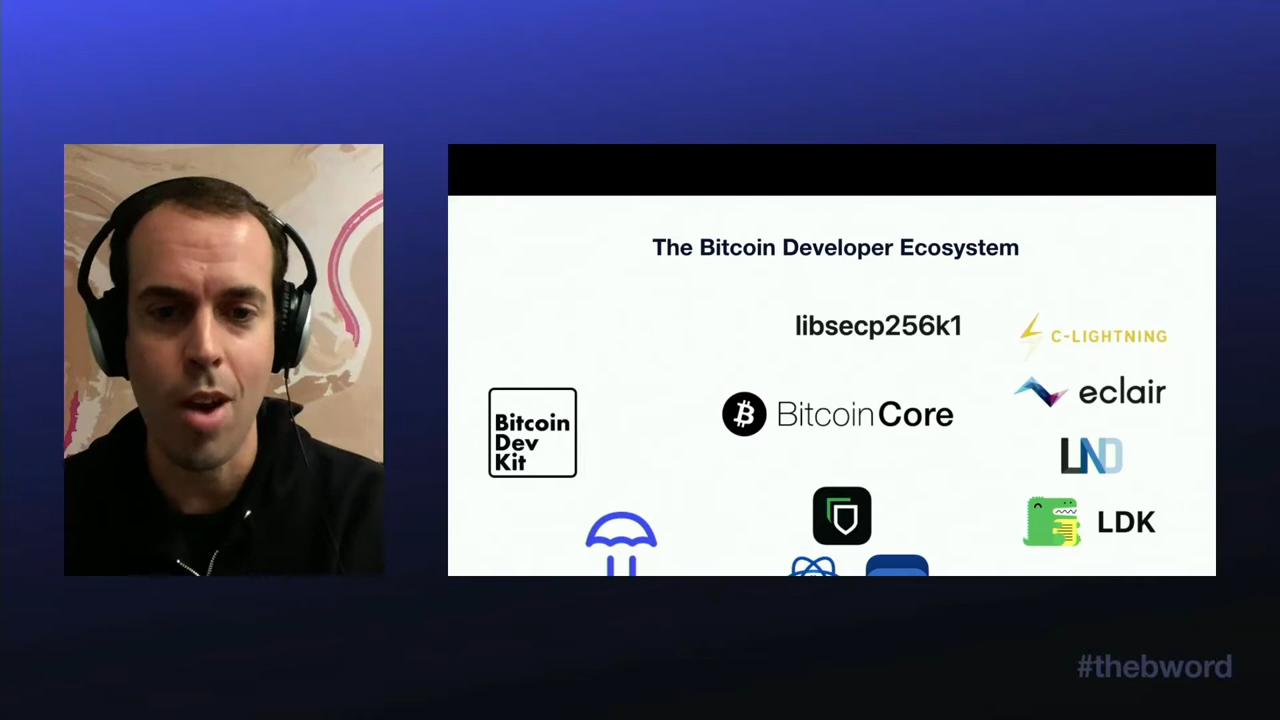 The Bitcoin Developer Ecosystem
libsecp256k1
C-LIGHTNING
eclair
Bitcoin
Dev
Kit
BitcoinCore
LND
LDK
#thebword